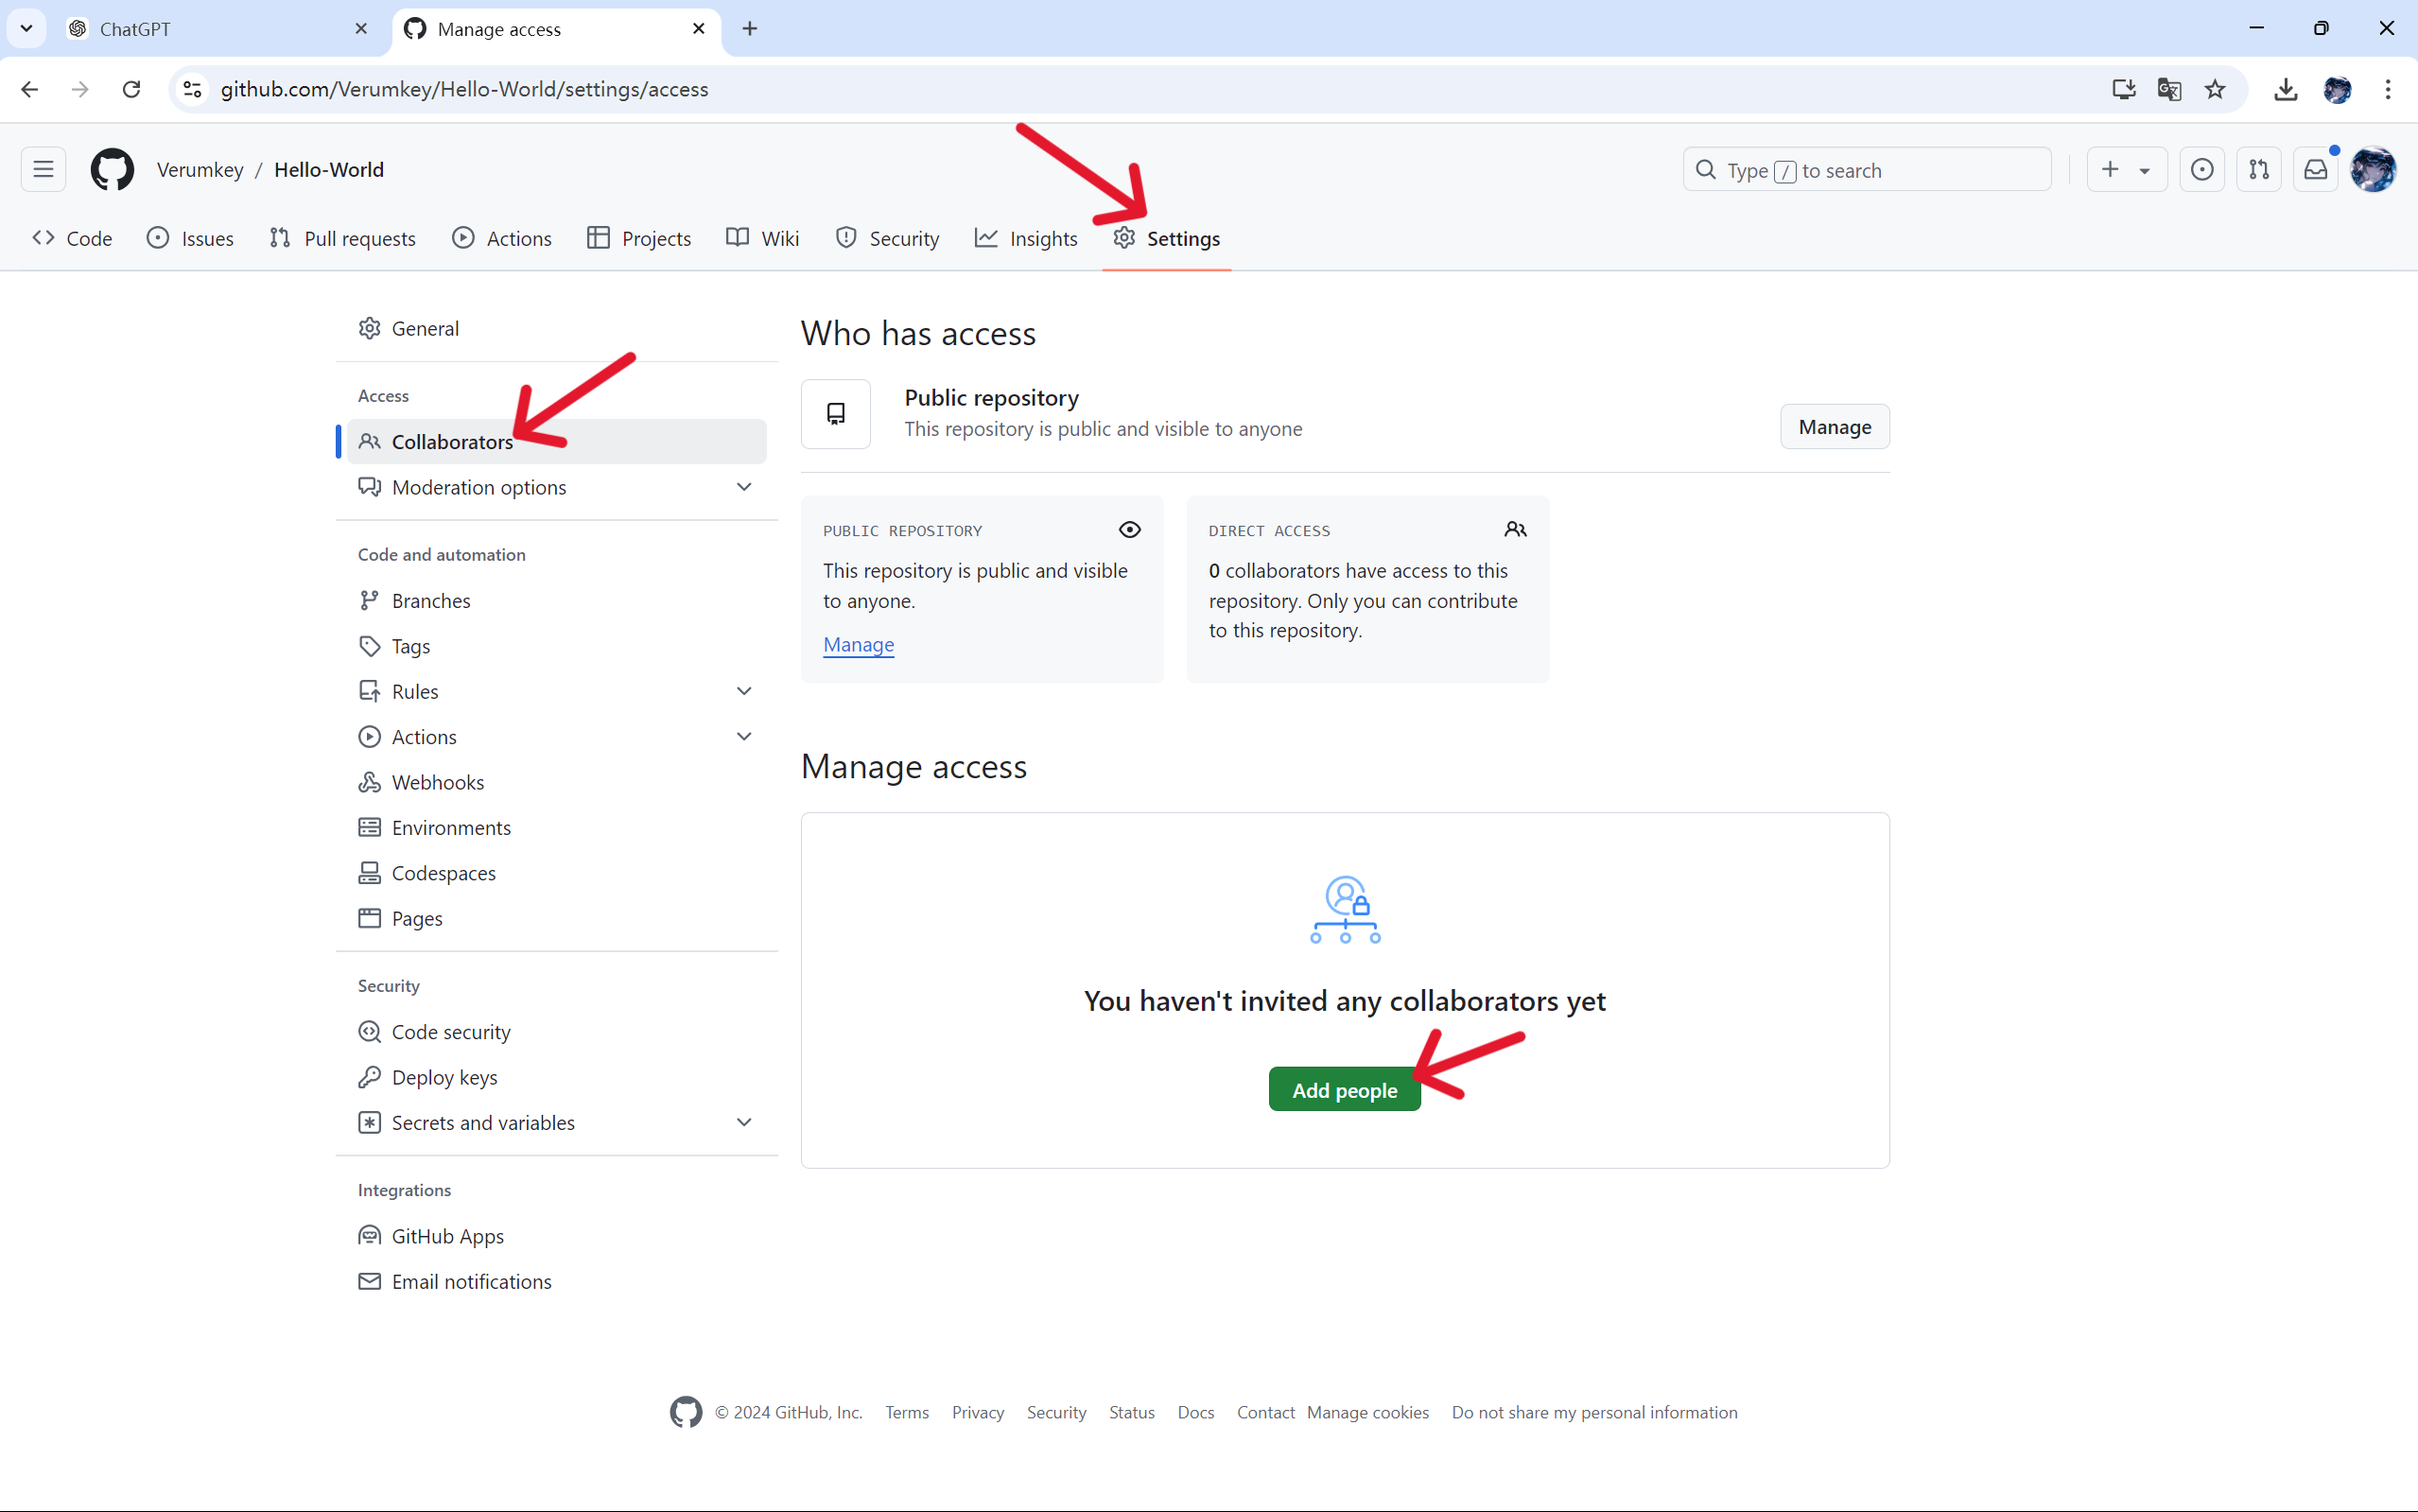 ChatGPT
Manage access
github.com/Verumkey/Hello-World/settings/access
Verumkey / Hello-World
Type / to search
Code Issues Pull requests Actions Projects Wiki Security Insights Settings
General
Access
Collaborators
Moderation options
Code and automation
Branches
Tags
Rules
Actions
Webhooks
Environments
Codespaces
Pages
Security
Code security
Deploy keys
Secrets and variables
Integrations
GitHub Apps
Email notifications
Who has access
Public repository
This repository is public and visible to anyone
Manage
PUBLIC REPOSITORY
This repository is public and visible
to anyone.
Manage
DIRECT ACCESS
0 collaborators have access to this
repository. Only you can contribute
to this repository.
Manage access
You haven't invited any collaborators yet
Add people
© 2024 GitHub, Inc. Terms Privacy Security Status Docs Contact Manage cookies Do not share my personal information